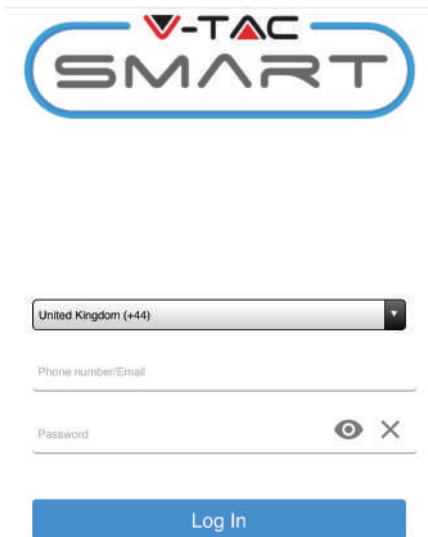 V-TAC
SMART
United Kingdom (+44)
Phone number/Email
Password
Log In